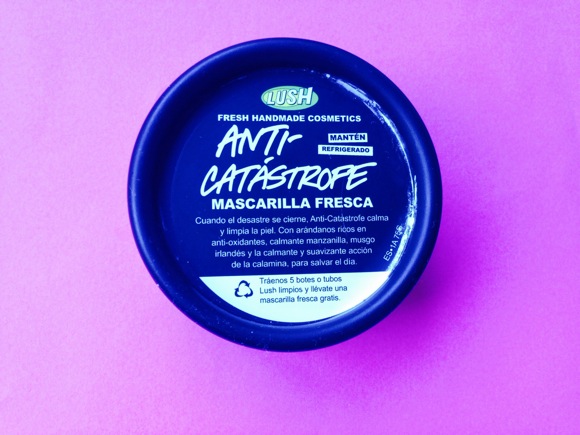 LUSH
FRESH HANDMADE COSMETICS
ANTI-
MANTÉN
REFRIGERADO
CATÁSTROFE
MASCARILLA FRESCA
Cuando el desastre se cierne, Anti-Catástrofe calma
y limpia la piel. Con arándanos ricos en
anti-oxidantes, calmante manzanilla, musgo
irlandés y la calmante y suavizante acción
de la calamina, para salvar el día.
Tráenos 5 botes o tubos
Lush limpios y llévate una
mascarilla fresca gratis.